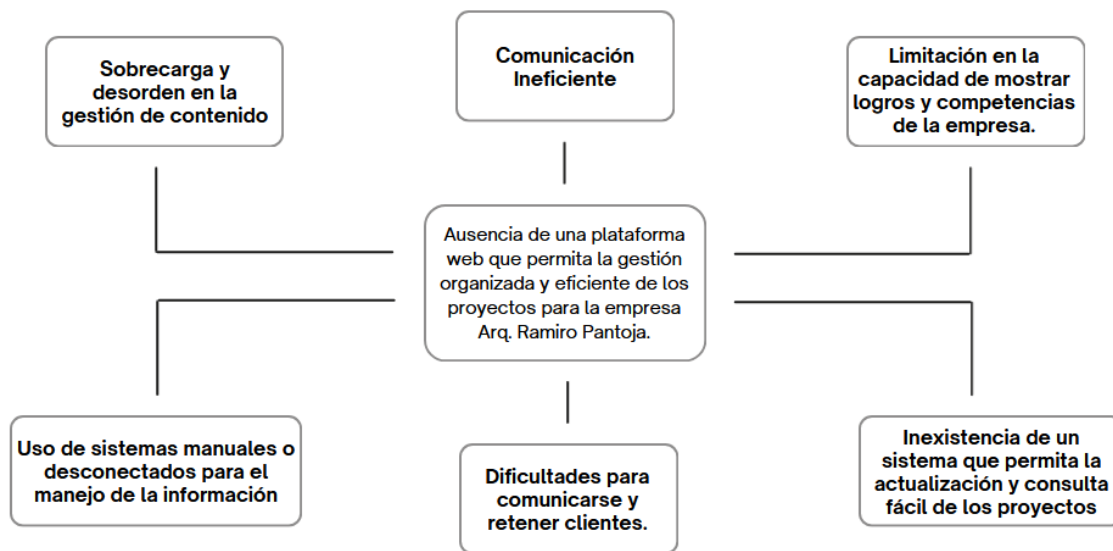 Sobrecarga y
desorden en la
gestión de contenido
Comunicación
Ineficiente
Limitación en la
capacidad de mostrar
logros y competencias
de la empresa.
Ausencia de una plataforma
web que permita la gestión
organizada y eficiente de los
proyectos para la empresa
Arq. Ramiro Pantoja.
Uso de sistemas manuales o
desconectados para el
manejo de la información
Dificultades para
comunicarse y
retener clientes.
Inexistencia de un
sistema que permita la
actualización y consulta
fácil de los proyectos